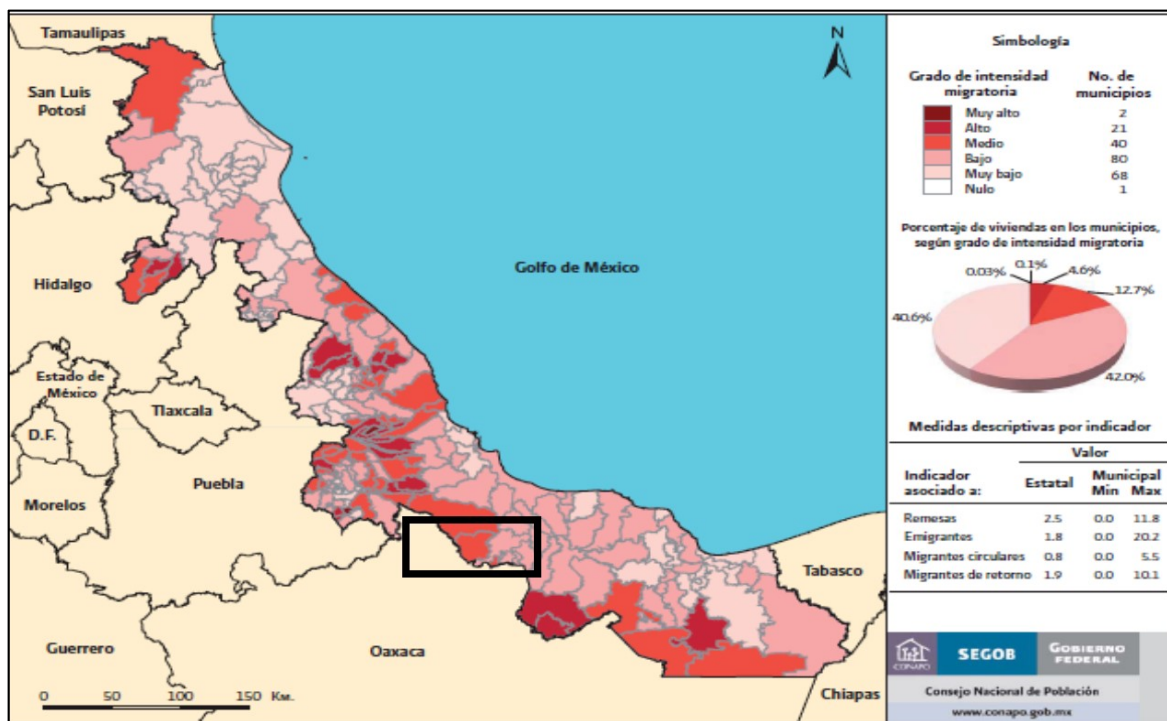 Tamaulipas
San Luis
Potosí
Hidalgo
Estado de
México
Tlaxcala
D.F.
Morelos
Puebla
Guerrero
Oaxaca
Golfo de México
Tabasco
Chiapas
N
0 50 100 150 Km.
Simbología
Grado de intensidad
migratoria
No. de
municipios
Muy alto 2
Alto 21
Medio 40
Bajo 80
Muy bajo 68
Nulo 1
Porcentaje de viviendas en los municipios,
según grado de intensidad migratoria
0.03% 0.1% 4.6%
12.7%
40.6%
42.0%
Medidas descriptivas por indicador
Valor
Indicador
asociado a:
Estatal
Municipal
Min Max
Remesas 2.5 0.0 11.8
Emigrantes 1.8 0.0 20.2
Migrantes circulares 0.8 0.0 5.5
Migrantes de retorno 1.9 0.0 10.1
CONAPO
SEGOB
GOBIERNO
FEDERAL
Consejo Nacional de Población
www.conapo.gob.mx